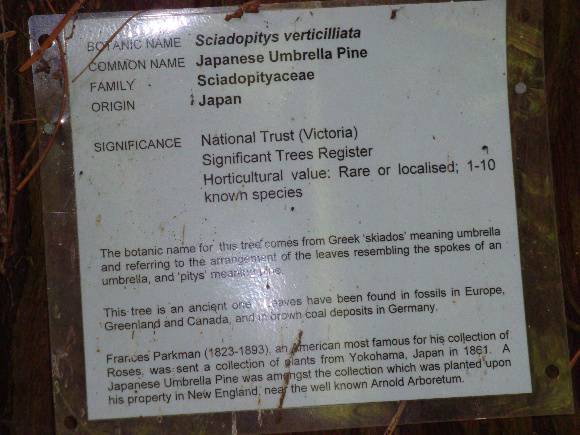 BOTANIC NAME Sciadopitys verticilliata
COMMON NAME Japanese Umbrella Pine
FAMILY Sciadopityaceae
ORIGIN Japan
SIGNIFICANCE National Trust (Victoria)
Significant Trees Register
Horticultural value: Rare or localised; 1-10
known species
The botanic name for this tree comes from Greek 'skiados' meaning umbrella
and referring to the arrangement of the leaves resembling the spokes of an
umbrella, and 'pitys' meaning pine.
This tree is an ancient one. Leaves have been found in fossils in Europe,
Greenland and Canada, and in brown coal deposits in Germany.
Frances Parkman (1823-1893), an American most famous for his collection of
Roses, was sent a collection of plants from Yokohama, Japan in 1861. A
Japanese Umbrella Pine was amongst the collection which was planted upon
his property in New England, near the well known Arnold Arboretum.